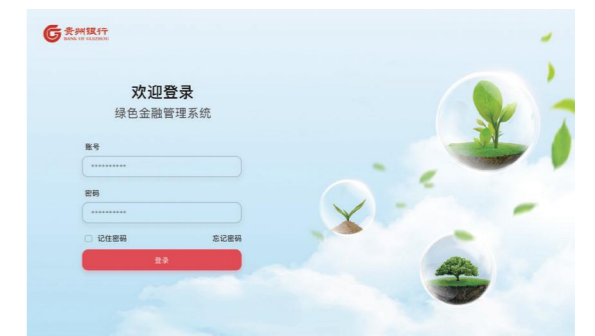 贵州银行
BANK OF GUIZHOU
欢迎登录
绿色金融管理系统
账号
**********
密码
**********
记住密码 忘记密码
登录